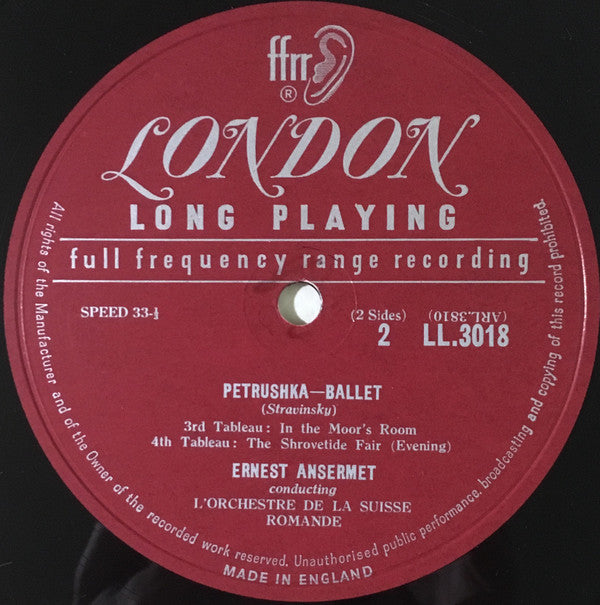 ffrr
®
LONDON
LONG PLAYING
full frequency range recording
SPEED 33-⅓
(2 Sides)
2
(ARL.3810)
LL.3018
PETRUSHKA—BALLET
(Stravinsky)
3rd Tableau: In the Moor's Room
4th Tableau: The Shrovetide Fair (Evening)
ERNEST ANSERMET
conducting
L'ORCHESTRE DE LA SUISSE
ROMANDE
All rights of the Manufacturer and of the Owner of the recorded work reserved. Unauthorised public performance, broadcasting and copying of this record prohibited.
MADE IN ENGLAND